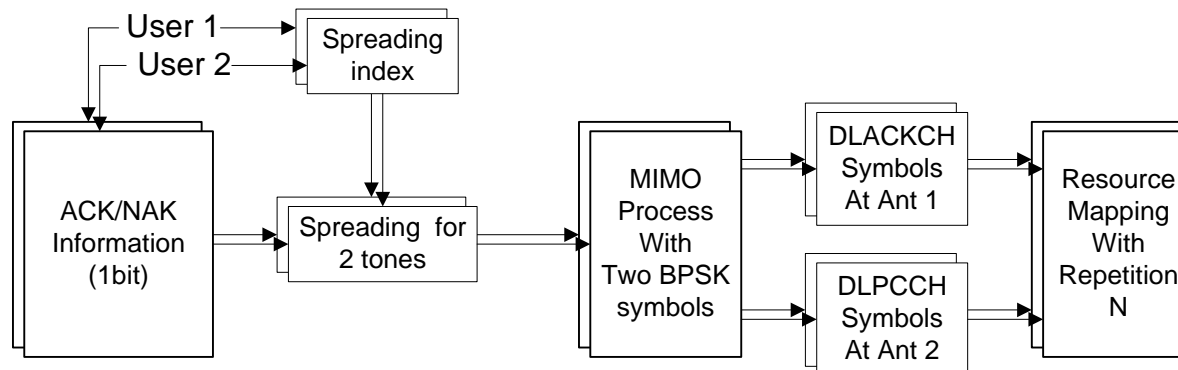 User 1
User 2
Spreading
index
ACK/NAK
Information
(1bit)
Spreading for
2 tones
MIMO
Process
With
Two BPSK
symbols
DLACKCH
Symbols
At Ant 1
DLPCCH
Symbols
At Ant 2
Resource
Mapping
With
Repetition
N